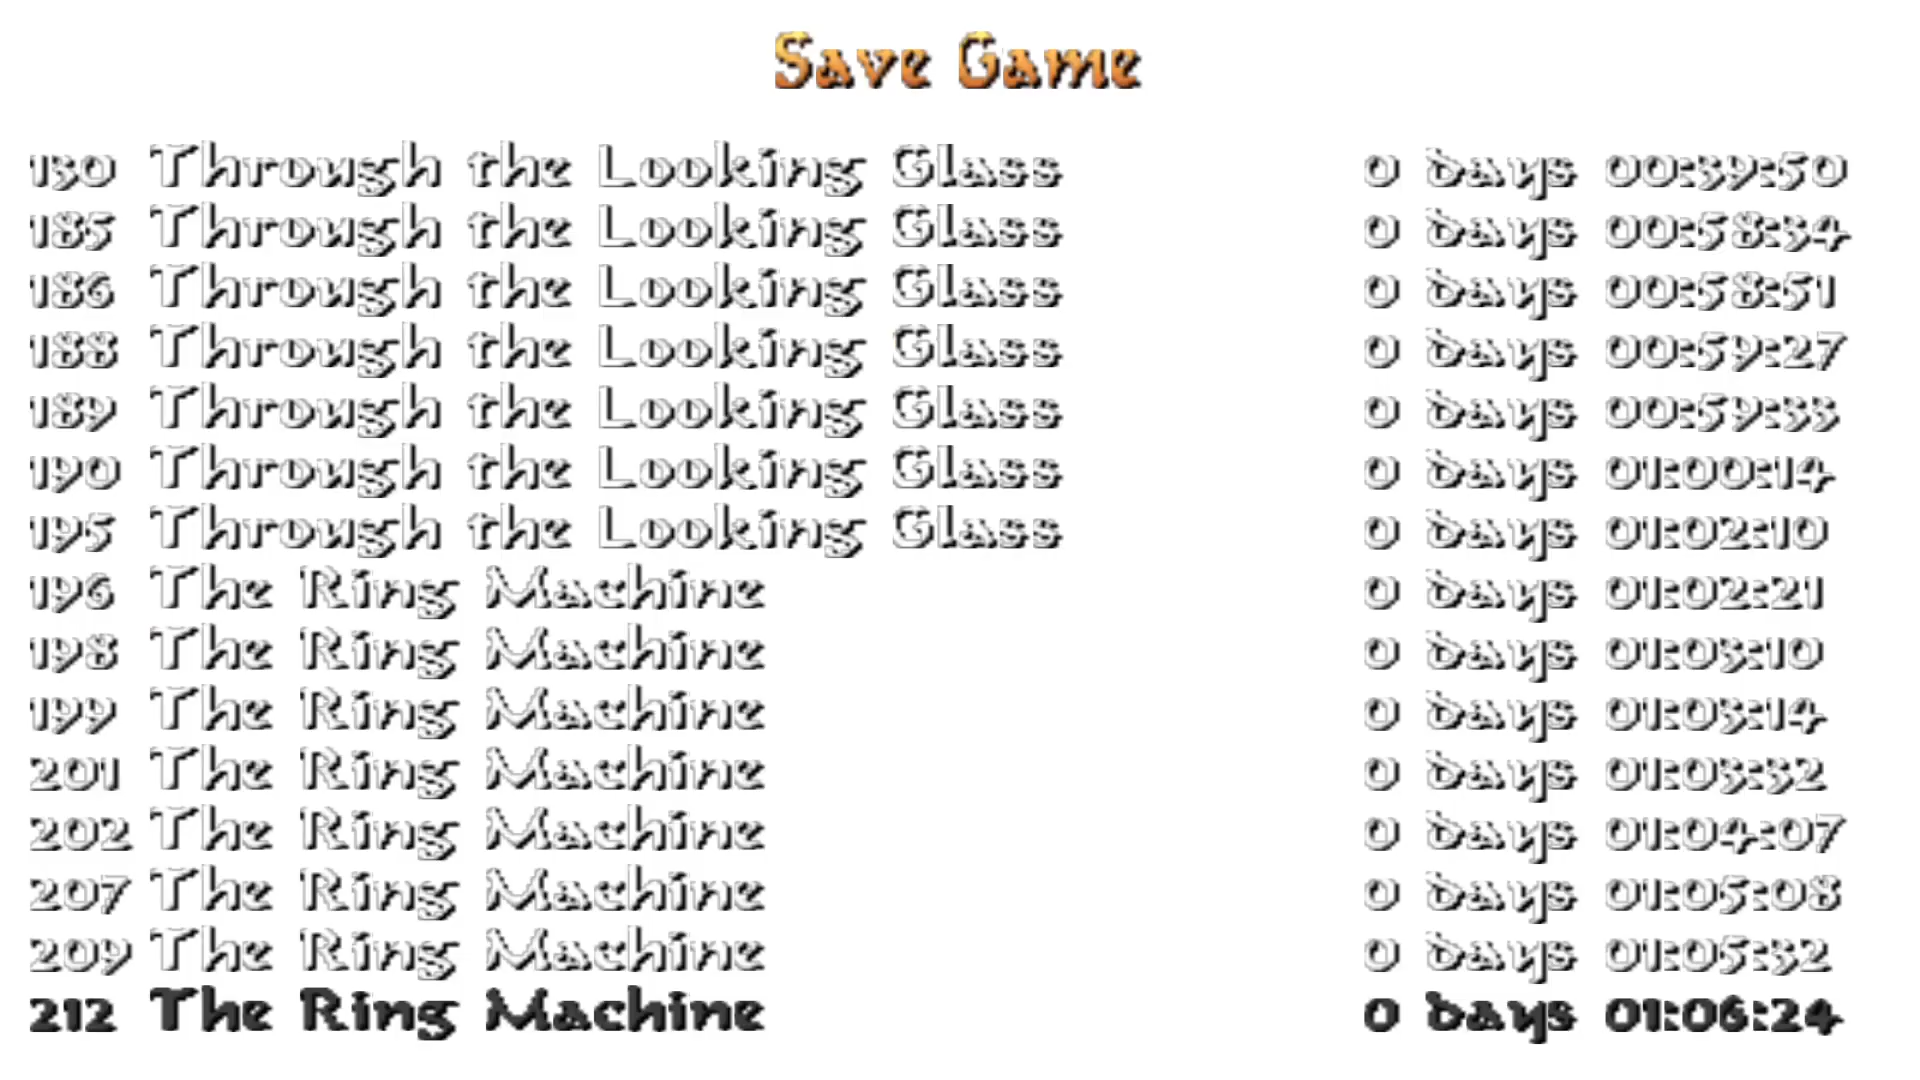 Save Game
130 Through the Looking Glass 0 days 00:39:50
185 Through the Looking Glass 0 days 00:58:34
186 Through the Looking Glass 0 days 00:58:51
188 Through the Looking Glass 0 days 00:59:27
189 Through the Looking Glass 0 days 00:59:33
190 Through the Looking Glass 0 days 01:00:14
195 Through the Looking Glass 0 days 01:02:10
196 The Ring Machine 0 days 01:02:21
198 The Ring Machine 0 days 01:03:10
199 The Ring Machine 0 days 01:03:14
201 The Ring Machine 0 days 01:03:32
202 The Ring Machine 0 days 01:04:07
207 The Ring Machine 0 days 01:05:08
209 The Ring Machine 0 days 01:05:32
212 The Ring Machine 0 days 01:06:24